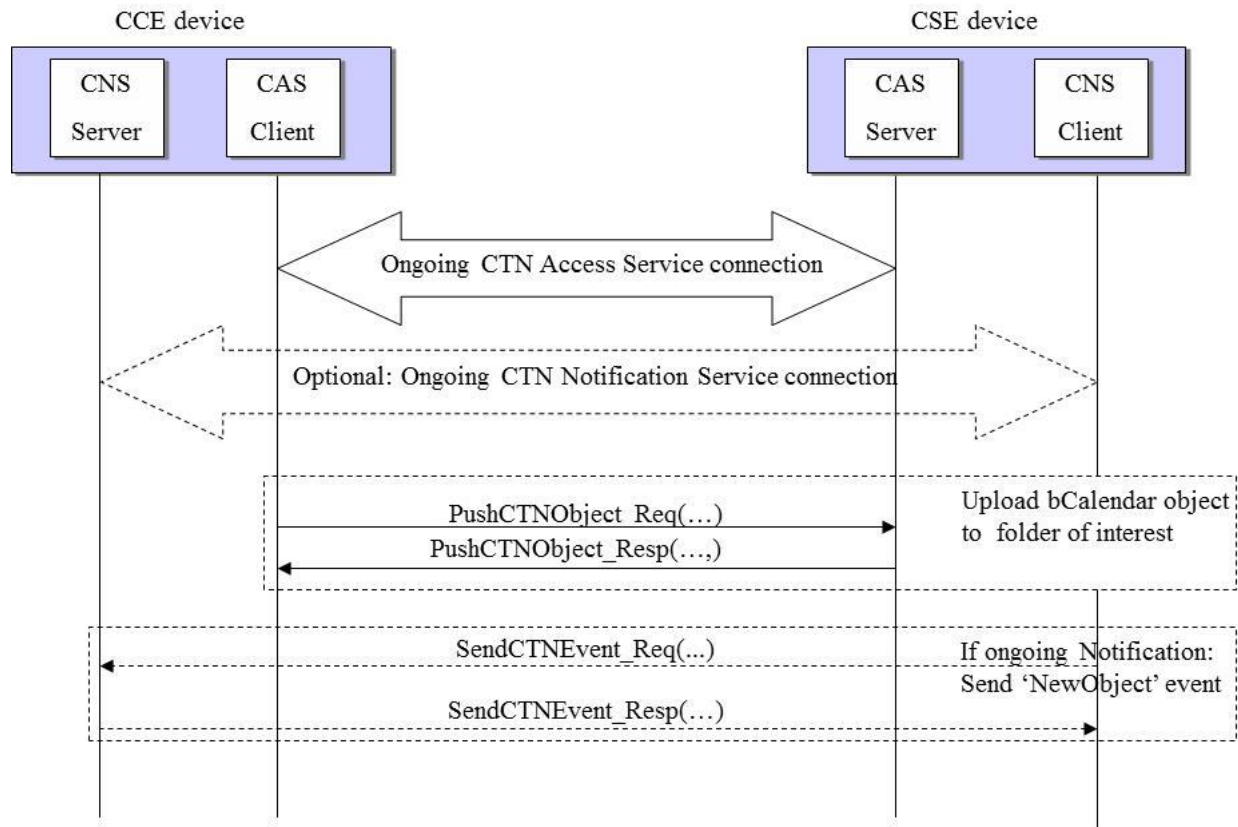 CCE device
CSE device
CNS
Server
CAS
Client
CAS
Server
CNS
Client
Ongoing CTN Access Service connection
Optional: Ongoing CTN Notification Service connection
PushCTNObject_Req(…)
PushCTNObject_Resp(…,)
Upload bCalendar object
to folder of interest
SendCTNEvent_Req(...)
SendCTNEvent_Resp(…)
If ongoing Notification:
Send ‘NewObject’ event